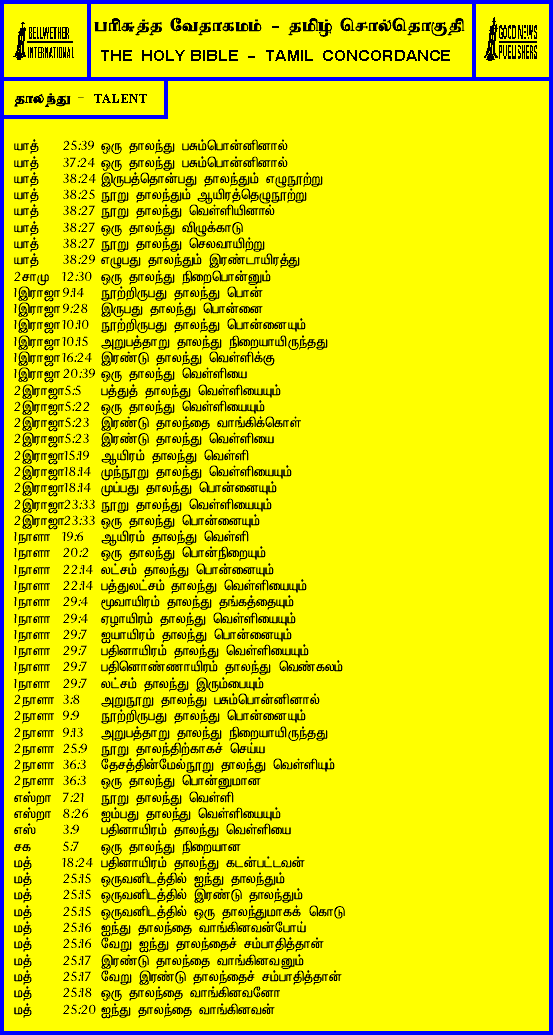 BELLWETHER
INTERNATIONAL
பரிசுத்த வேதாகமம் - தமிழ் சொல்தொகுதி
THE HOLY BIBLE - TAMIL CONCORDANCE
GOOD NEWS
PUBLISHERS
தாலந்து - TALENT
யாத் 25:39 ஒரு தாலந்து பசும்பொன்னினால்
யாத் 37:24 ஒரு தாலந்து பசும்பொன்னினால்
யாத் 38:24 இருபத்தொன்பது தாலந்தும் எழுநூற்று
யாத் 38:25 நூறு தாலந்தும் ஆயிரத்தெழுநூற்று
யாத் 38:27 நூறு தாலந்து வெள்ளியினால்
யாத் 38:27 ஒரு தாலந்து விழுக்காடு
யாத் 38:27 நூறு தாலந்து செலவாயிற்று
யாத் 38:29 எழுபது தாலந்தும் இரண்டாயிரத்து
2சாமு 12:30 ஒரு தாலந்து நிறைபொன்னும்
1இராஜா 9:14 நூற்றிருபது தாலந்து பொன்
1இராஜா 9:28 இருபது தாலந்து பொன்னை
1இராஜா 10:10 நூற்றிருபது தாலந்து பொன்னையும்
1இராஜா 10:15 அறுபத்தாறு தாலந்து நிறையாயிருந்தது
1இராஜா 16:24 இரண்டு தாலந்து வெள்ளிக்கு
1இராஜா 20:39 ஒரு தாலந்து வெள்ளியை
2இராஜா 5:5 பத்துத் தாலந்து வெள்ளியையும்
2இராஜா 5:22 ஒரு தாலந்து வெள்ளியையும்
2இராஜா 5:23 இரண்டு தாலந்தை வாங்கிக்கொள்
2இராஜா 5:23 இரண்டு தாலந்து வெள்ளியை
2இராஜா 15:19 ஆயிரம் தாலந்து வெள்ளி
2இராஜா 18:14 முந்நூறு தாலந்து வெள்ளியையும்
2இராஜா 18:14 முப்பது தாலந்து பொன்னையும்
2இராஜா 23:33 நூறு தாலந்து வெள்ளியையும்
2இராஜா 23:33 ஒரு தாலந்து பொன்னையும்
1நாளா 19:6 ஆயிரம் தாலந்து வெள்ளி
1நாளா 20:2 ஒரு தாலந்து பொன்நிறையும்
1நாளா 22:14 லட்சம் தாலந்து பொன்னையும்
1நாளா 22:14 பத்துலட்சம் தாலந்து வெள்ளியையும்
1நாளா 29:4 மூவாயிரம் தாலந்து தங்கத்தையும்
1நாளா 29:4 ஏழாயிரம் தாலந்து வெள்ளியையும்
1நாளா 29:7 ஐயாயிரம் தாலந்து பொன்னையும்
1நாளா 29:7 பதினாயிரம் தாலந்து வெள்ளியையும்
1நாளா 29:7 பதினொண்ணாயிரம் தாலந்து வெண்கலம்
1நாளா 29:7 லட்சம் தாலந்து இரும்பையும்
2நாளா 3:8 அறுநூறு தாலந்து பசும்பொன்னினால்
2நாளா 9:9 நூற்றிருபது தாலந்து பொன்னையும்
2நாளா 9:13 அறுபத்தாறு தாலந்து நிறையாயிருந்தது
2நாளா 25:9 நூறு தாலந்திற்காகச் செய்ய
2நாளா 36:3 தேசத்தின்மேல்நூறு தாலந்து வெள்ளியும்
2நாளா 36:3 ஒரு தாலந்து பொன்னுமான
எஸ்றா 7:21 நூறு தாலந்து வெள்ளி
எஸ்றா 8:26 ஐம்பது தாலந்து வெள்ளியையும்
எஸ் 3:9 பதினாயிரம் தாலந்து வெள்ளியை
சக 5:7 ஒரு தாலந்து நிறையான
மத் 18:24 பதினாயிரம் தாலந்து கடன்பட்டவன்
மத் 25:15 ஒருவனிடத்தில் ஐந்து தாலந்தும்
மத் 25:15 ஒருவனிடத்தில் இரண்டு தாலந்தும்
மத் 25:15 ஒருவனிடத்தில் ஒரு தாலந்துமாகக் கொடு
மத் 25:16 ஐந்து தாலந்தை வாங்கினவன்போய்
மத் 25:16 வேறு ஐந்து தாலந்தைச் சம்பாதித்தான்
மத் 25:17 இரண்டு தாலந்தை வாங்கினவனும்
மத் 25:17 வேறு இரண்டு தாலந்தைச் சம்பாதித்தான்
மத் 25:18 ஒரு தாலந்தை வாங்கினவனோ
மத் 25:20 ஐந்து தாலந்தை வாங்கினவன்